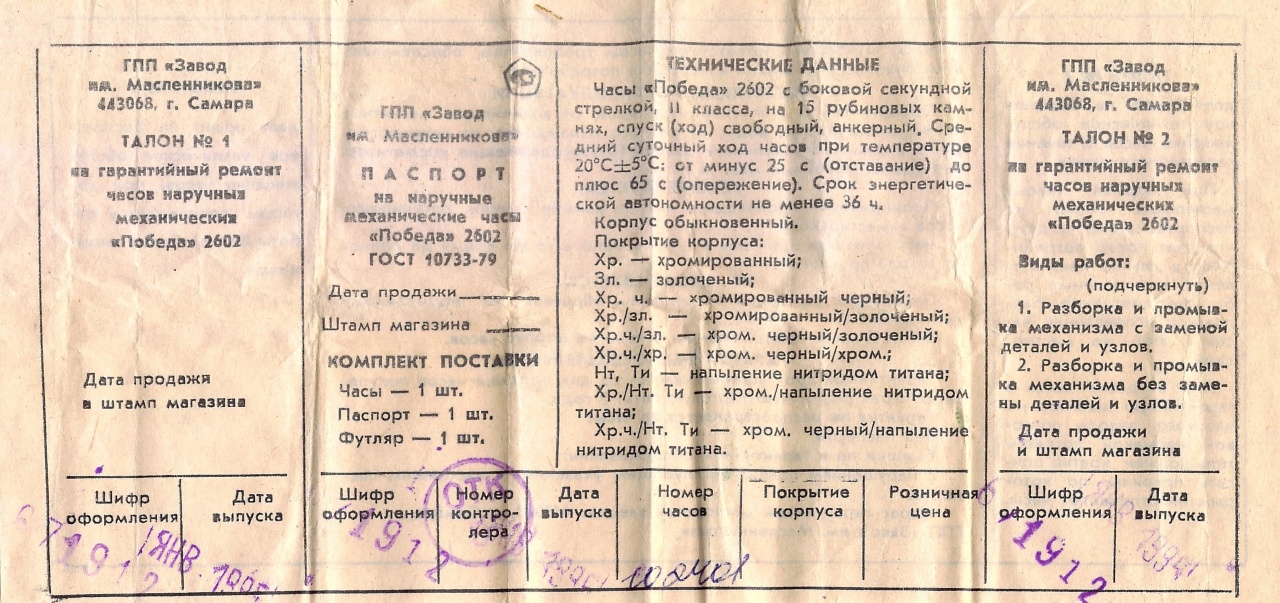 ГПП «Завод
им. Масленникова»
443068, г. Самара
ТАЛОН № 1
на гарантийный ремонт
часов наручных
механических
«Победа» 2602
Дата продажи
и штамп магазина
ГПП «Завод
им. Масленникова»
ПАСПОРТ
на наручные
механические часы
«Победа» 2602
ГОСТ 10733-79
Дата продажи
Штамп магазина
КОМПЛЕКТ ПОСТАВКИ
Часы — 1 шт.
Паспорт — 1 шт.
Футляр — 1 шт.
ТЕХНИЧЕСКИЕ ДАННЫЕ
Часы «Победа» 2602 с боковой секундной
стрелкой, II класса, на 15 рубиновых кам-
нях, спуск (ход) свободный, анкерный. Сре-
дний суточный ход часов при температуре
20°С±5°С: от минус 25 с (отставание) до
плюс 65 с (опережение). Срок энергетиче-
ской автономности не менее 36 ч.
Корпус обыкновенный.
Покрытие корпуса:
Хр. — хромированный;
Зл. — золоченый;
Хр. ч. — хромированный черный;
Хр./зл. — хромированный/золоченый;
Хр.ч./зл. — хром. черный/золоченый;
Хр.ч./хр. — хром. черный/хром.;
Нт, Ти — напыление нитридом титана;
Хр./Нт. Ти — хром./напыление нитридом
титана;
Хр.ч./Нт. Ти — хром. черный/напыление
нитридом титана.
ГПП «Завод
им. Масленникова»
443068, г. Самара
ТАЛОН № 2
на гарантийный ремонт
часов наручных
механических
«Победа» 2602
Виды работ:
(подчеркнуть)
1. Разборка и промыв-
ка механизма с заменой
деталей и узлов.
2. Разборка и промыв-
ка механизма без заме-
ны деталей и узлов.
Дата продажи
и штамп магазина
Шифр
оформления
Дата
выпуска
Шифр
оформления
Номер
контро-
лера
Дата
выпуска
Номер
часов
Покрытие
корпуса
Розничная
цена
Шифр
оформления
Дата
выпуска
ОТК
1912
ЯНВ.
1912
1994
1912
1994